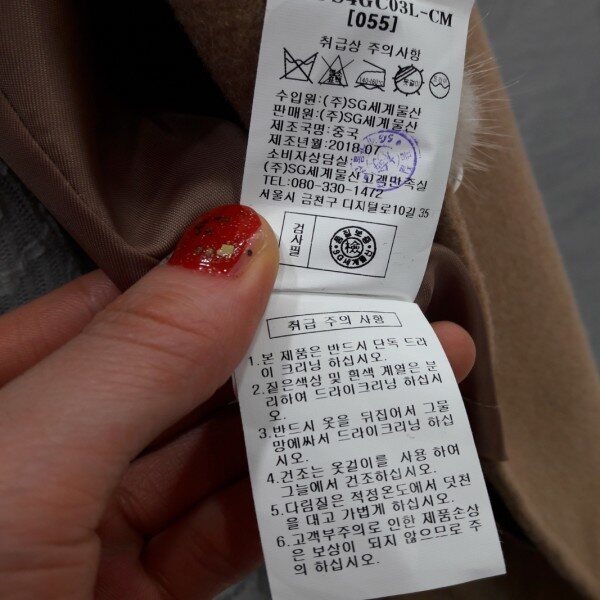 S4GC03L-CM
[055]
취급상 주의사항
수입원:(주)SG세계물산
판매원:(주)SG세계물산
제조국명:중국
제조년월:2018.07
소비자상담실:
(주)SG세계물산고객만족실
TEL:080-330-1472
서울시 금천구 디지털로10길 35
검사필
檢
취급 주의 사항
1.본 제품은 반드시 단독 드라
이 크리닝 하십시오.
2.짙은색상 및 흰색 계열은 분
리하여 드라이크리닝 하십시
오.
3.반드시 옷을 뒤집어서 그물
망에싸서 드라이크리닝 하십
시오.
4.건조는 옷걸이를 사용 하여
그늘에서 건조하십시오.
5.다림질은 적정온도에서 덧천
을 대고 가볍게 하십시오.
6.고객부주의로 인한 제품손상
은 보상이 되지 않으므로 주
의 하십시오.